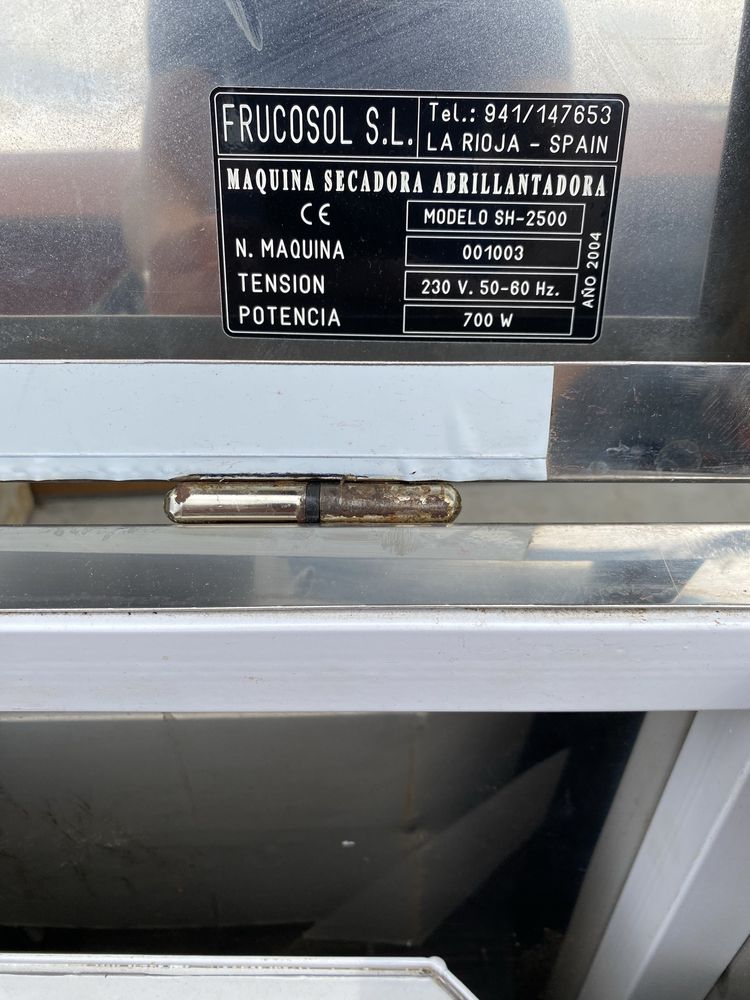 FRUCOSOL S.L.
Tel.: 941/147653
LA RIOJA - SPAIN
MAQUINA SECADORA ABRILLANTADORA
CE
MODELO SH-2500
N. MAQUINA 001003
TENSION 230 V. 50-60 Hz.
POTENCIA 700 W
AÑO 2004